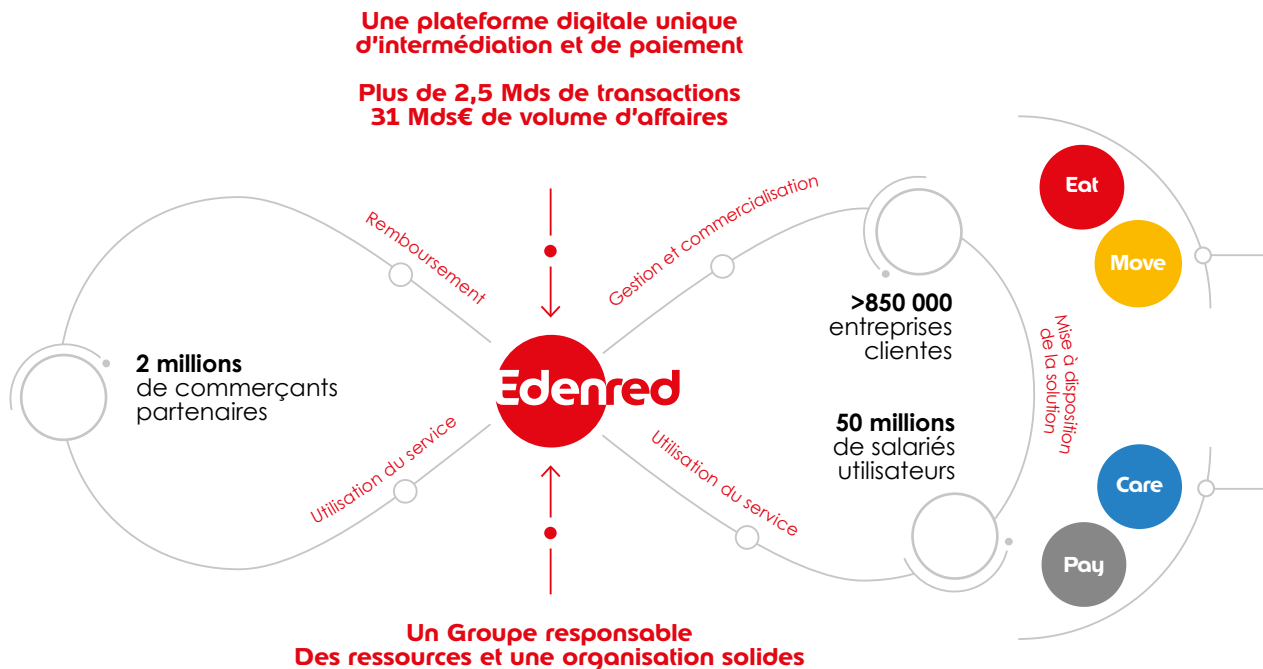 Une plateforme digitale unique
d'intermédiation et de paiement
Plus de 2,5 Mds de transactions
31 Mds€ de volume d'affaires
Remboursement
Gestion et commercialisation
Eat
Move
>850 000
entreprises
clientes
Mise à disposition
de la solution
2 millions
de commerçants
partenaires
Edenred
50 millions
de salariés
utilisateurs
Utilisation du service
Utilisation du service
Care
Pay
Un Groupe responsable
Des ressources et une organisation solides